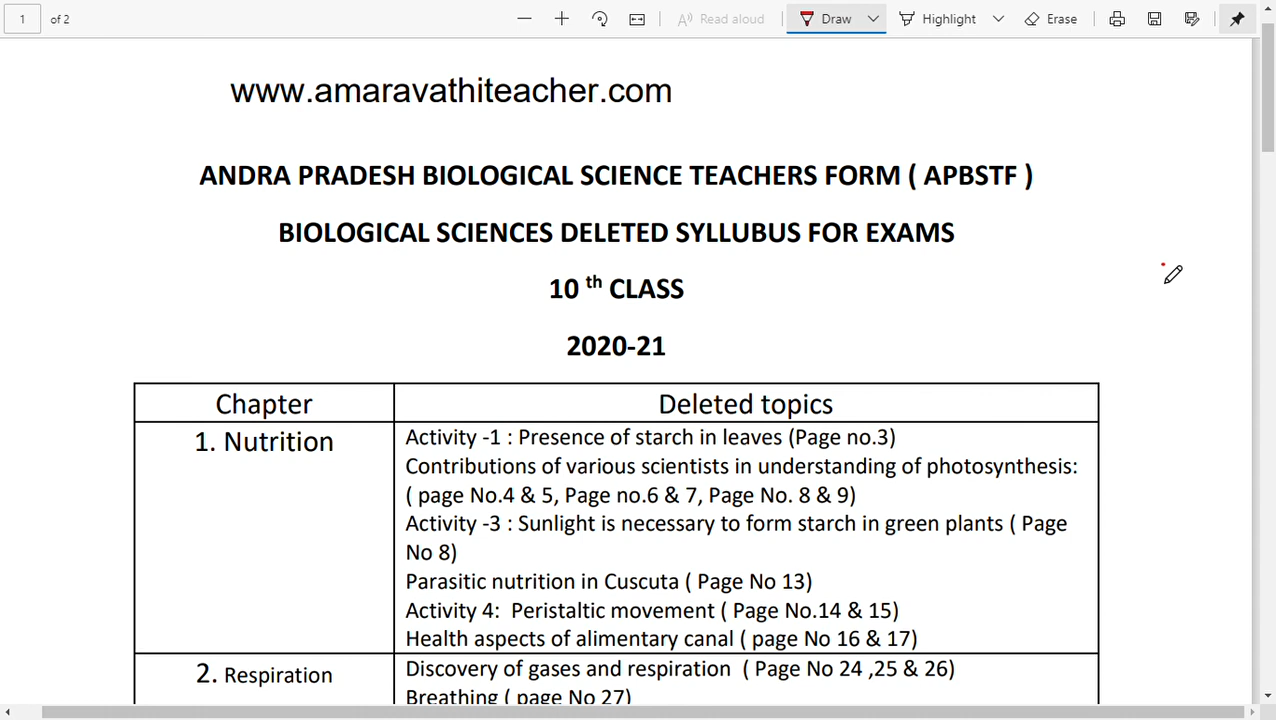 1 of 2 Read aloud Draw Highlight Erase
www.amaravathiteacher.com
ANDRA PRADESH BIOLOGICAL SCIENCE TEACHERS FORM ( APBSTF )
BIOLOGICAL SCIENCES DELETED SYLLUBUS FOR EXAMS
10 th CLASS
2020-21
Chapter Deleted topics
1. Nutrition Activity -1 : Presence of starch in leaves (Page no.3)
Contributions of various scientists in understanding of photosynthesis:
( page No.4 & 5, Page no.6 & 7, Page No. 8 & 9)
Activity -3 : Sunlight is necessary to form starch in green plants ( Page
No 8)
Parasitic nutrition in Cuscuta ( Page No 13)
Activity 4: Peristaltic movement ( Page No.14 & 15)
Health aspects of alimentary canal ( page No 16 & 17)
2. Respiration Discovery of gases and respiration ( Page No 24 ,25 & 26)
Breathing ( page No 27)